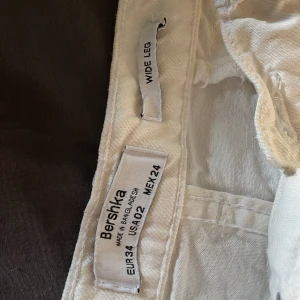 WIDE LEG
Bershka
MADE IN BANGLADESH
EUR34 USA02 MEX24